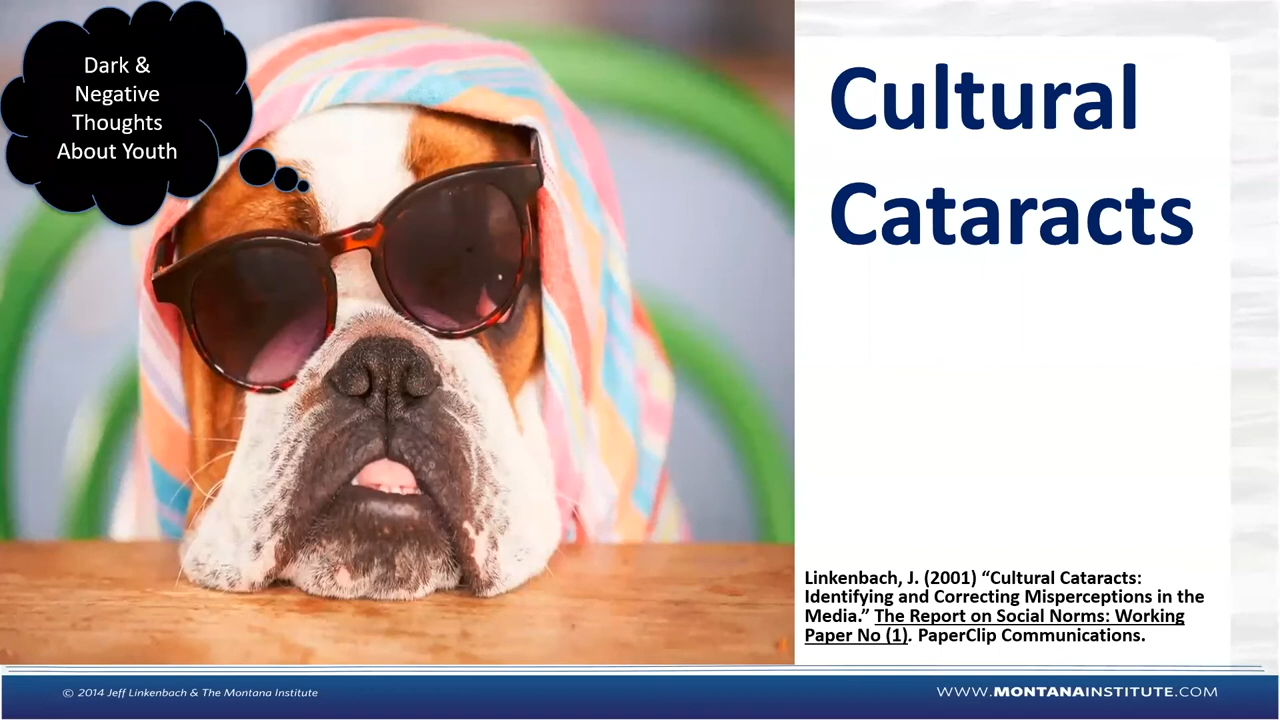 Dark &
Negative
Thoughts
About Youth
Cultural
Cataracts
Linkenbach, J. (2001) “Cultural Cataracts:
Identifying and Correcting Misperceptions in the
Media.” The Report on Social Norms: Working
Paper No (1). PaperClip Communications.
© 2014 Jeff Linkenbach & The Montana Institute
WWW.MONTANAINSTITUTE.COM